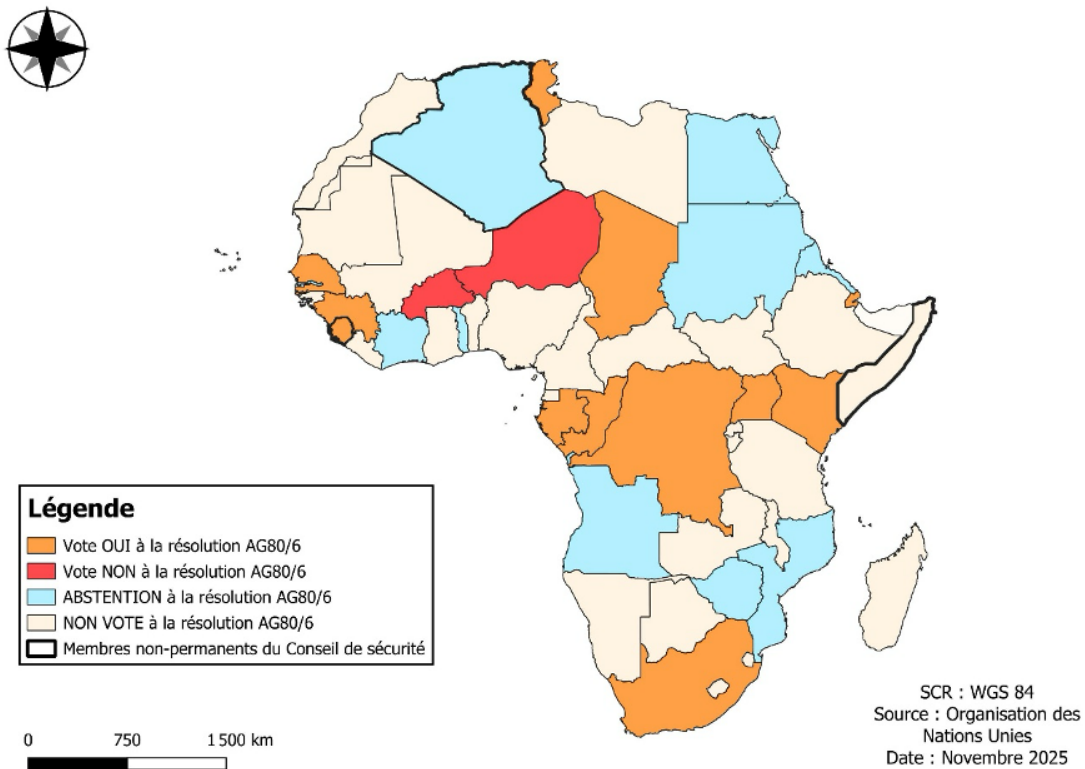 Légende
Vote OUI à la résolution AG80/6
Vote NON à la résolution AG80/6
ABSTENTION à la résolution AG80/6
NON VOTE à la résolution AG80/6
Membres non-permanents du Conseil de sécurité
0 750 1 500 km
SCR : WGS 84
Source : Organisation des
Nations Unies
Date : Novembre 2025